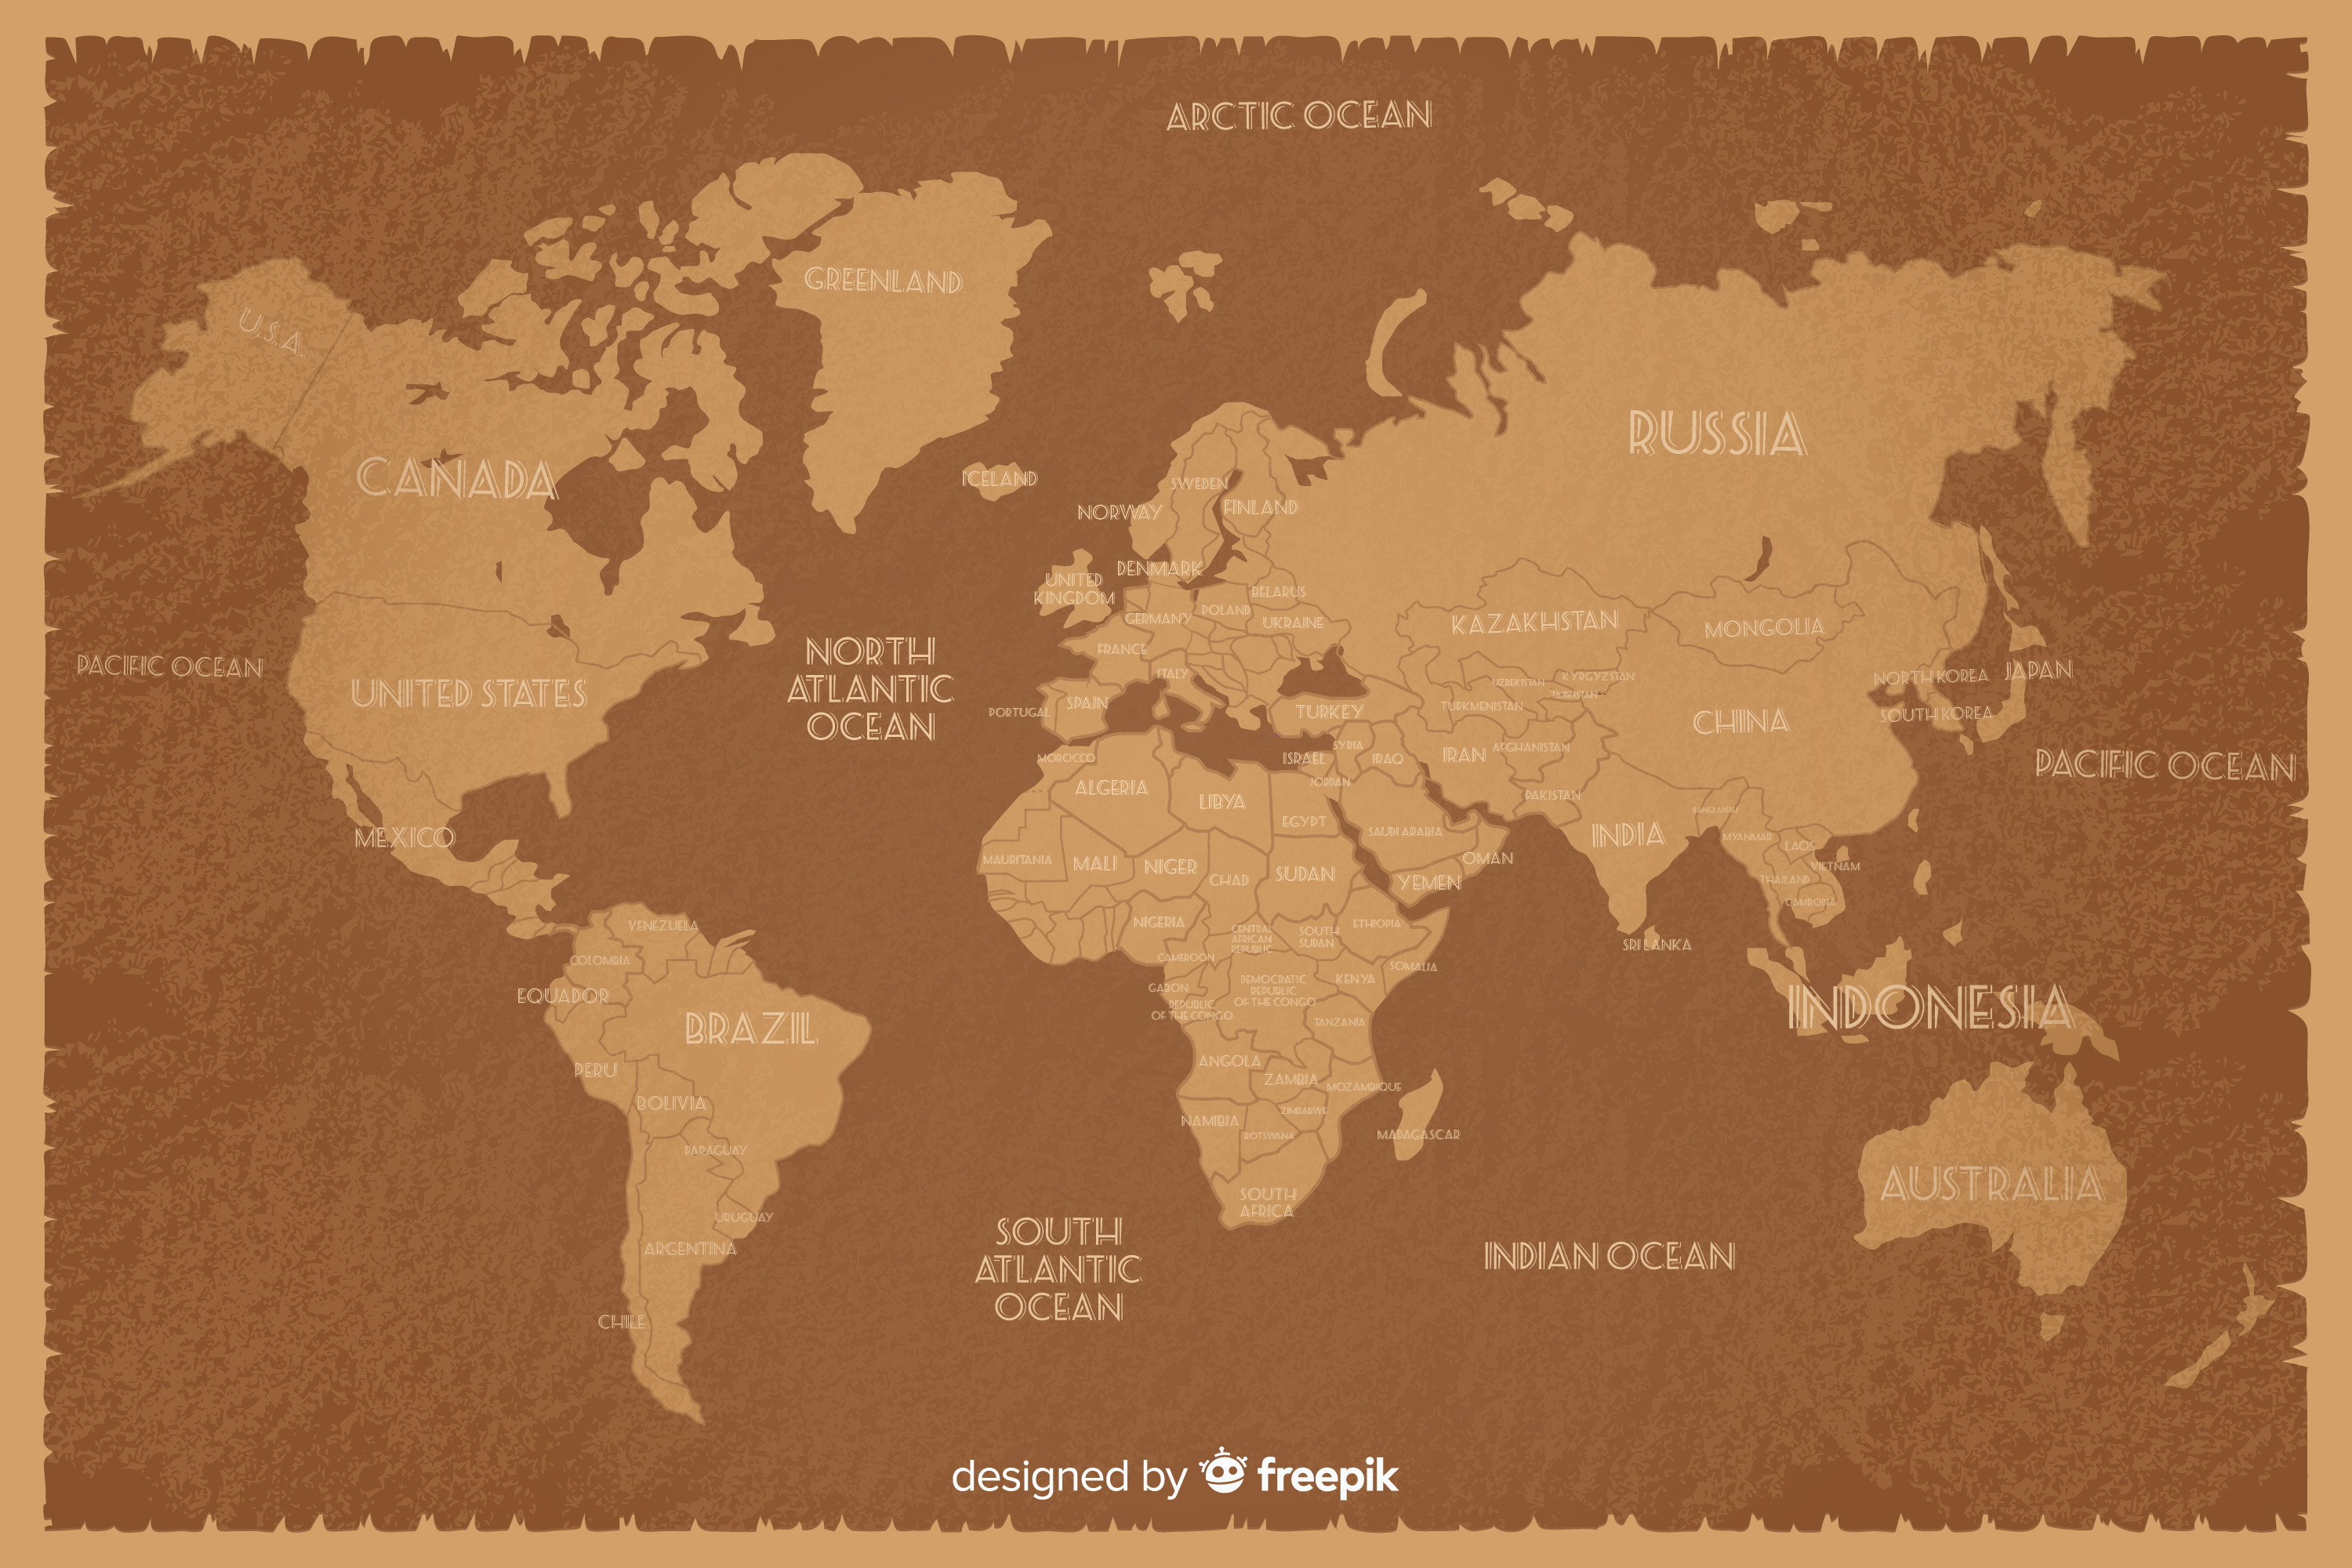 ARCTIC OCEAN
GREENLAND
U.S.A.
CANADA
ICELAND
RUSSIA
SWEDEN
NORWAY
FINLAND
DENMARK
UNITED
KINGDOM
BELARUS
POLAND
GERMANY
UKRAINE
KAZAKHSTAN
MONGOLIA
FRANCE
NORTH
ATLANTIC
OCEAN
PACIFIC OCEAN
UNITED STATES
ITALY
SPAIN
PORTUGAL
TURKEY
UZBEKISTAN
KYRGYZSTAN
TAJIKISTAN
TURKMENISTAN
NORTH KOREA
JAPAN
SOUTH KOREA
CHINA
PACIFIC OCEAN
MOROCCO
ALGERIA
LIBYA
ISRAEL
SYRIA
IRAQ
JORDAN
IRAN
AFGHANISTAN
PAKISTAN
EGYPT
SAUDI ARABIA
BANGLADESH
INDIA
MYANMAR
LAOS
VIETNAM
THAILAND
CAMBODIA
MEXICO
MAURITANIA
MALI
NIGER
CHAD
SUDAN
OMAN
YEMEN
NIGERIA
CENTRAL
AFRICAN
REPUBLIC
SOUTH
SUDAN
ETHIOPIA
SRI LANKA
VENEZUELA
COLOMBIA
EQUADOR
CAMEROON
SOMALIA
GABON
REPUBLIC
OF THE CONGO
DEMOCRATIC
REPUBLIC
OF THE CONGO
KENYA
TANZANIA
INDONESIA
BRAZIL
PERU
BOLIVIA
ANGOLA
ZAMBIA
MOZAMBIQUE
ZIMBABWE
NAMIBIA
BOTSWANA
MADAGASCAR
PARAGUAY
URUGUAY
ARGENTINA
CHILE
SOUTH
AFRICA
AUSTRALIA
SOUTH
ATLANTIC
OCEAN
INDIAN OCEAN
designed by freepik